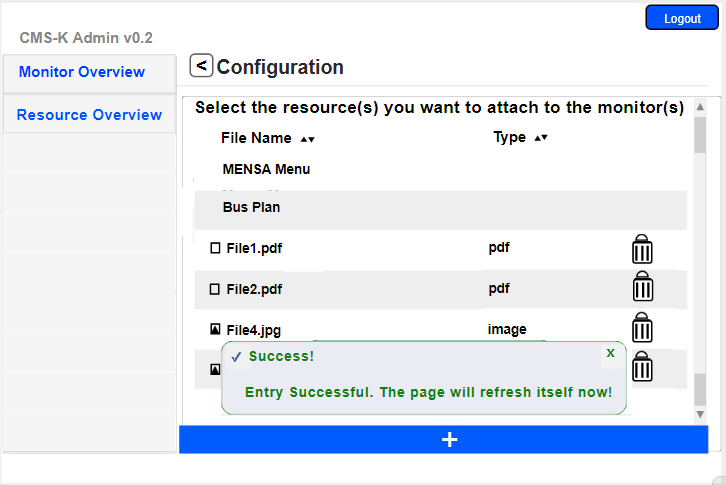 Logout
CMS-K Admin v0.2
Monitor Overview
Resource Overview
< Configuration
Select the resource(s) you want to attach to the monitor(s)
File Name ▲▼ Type ▲▼
MENSA Menu
Bus Plan
File1.pdf pdf
File2.pdf pdf
File4.jpg image
✓ Success! X
Entry Successful. The page will refresh itself now!
+